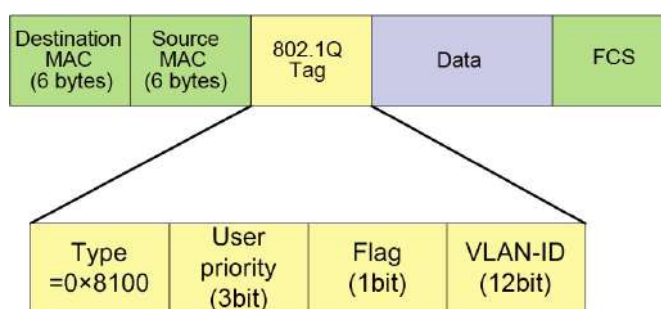 Destination
MAC
(6 bytes)
Source
MAC
(6 bytes)
802.1Q
Tag
Data
FCS
Type
=0×8100
User
priority
(3bit)
Flag
(1bit)
VLAN-ID
(12bit)